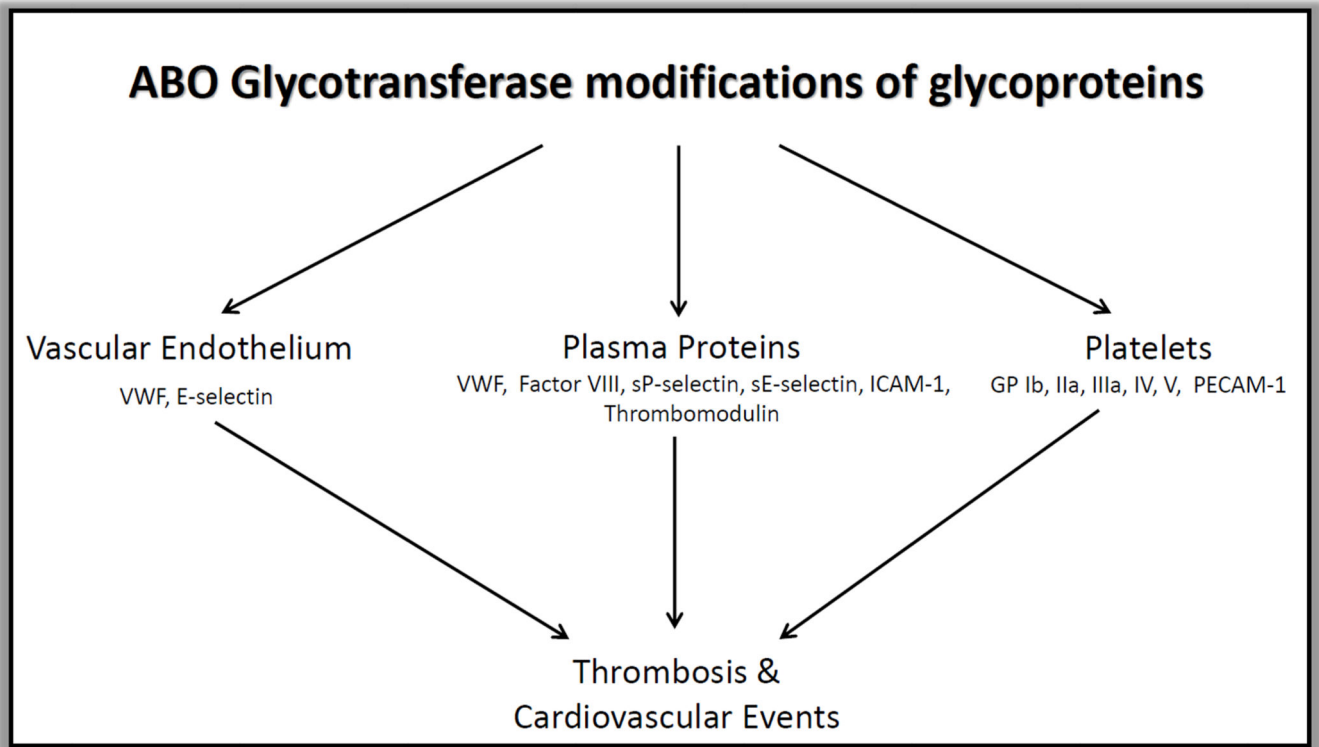 ABO Glycotransferase modifications of glycoproteins
Vascular Endothelium
VWF, E-selectin
Plasma Proteins
VWF, Factor VIII, sP-selectin, sE-selectin, ICAM-1,
Thrombomodulin
Platelets
GP Ib, IIa, IIIa, IV, V, PECAM-1
Thrombosis &
Cardiovascular Events